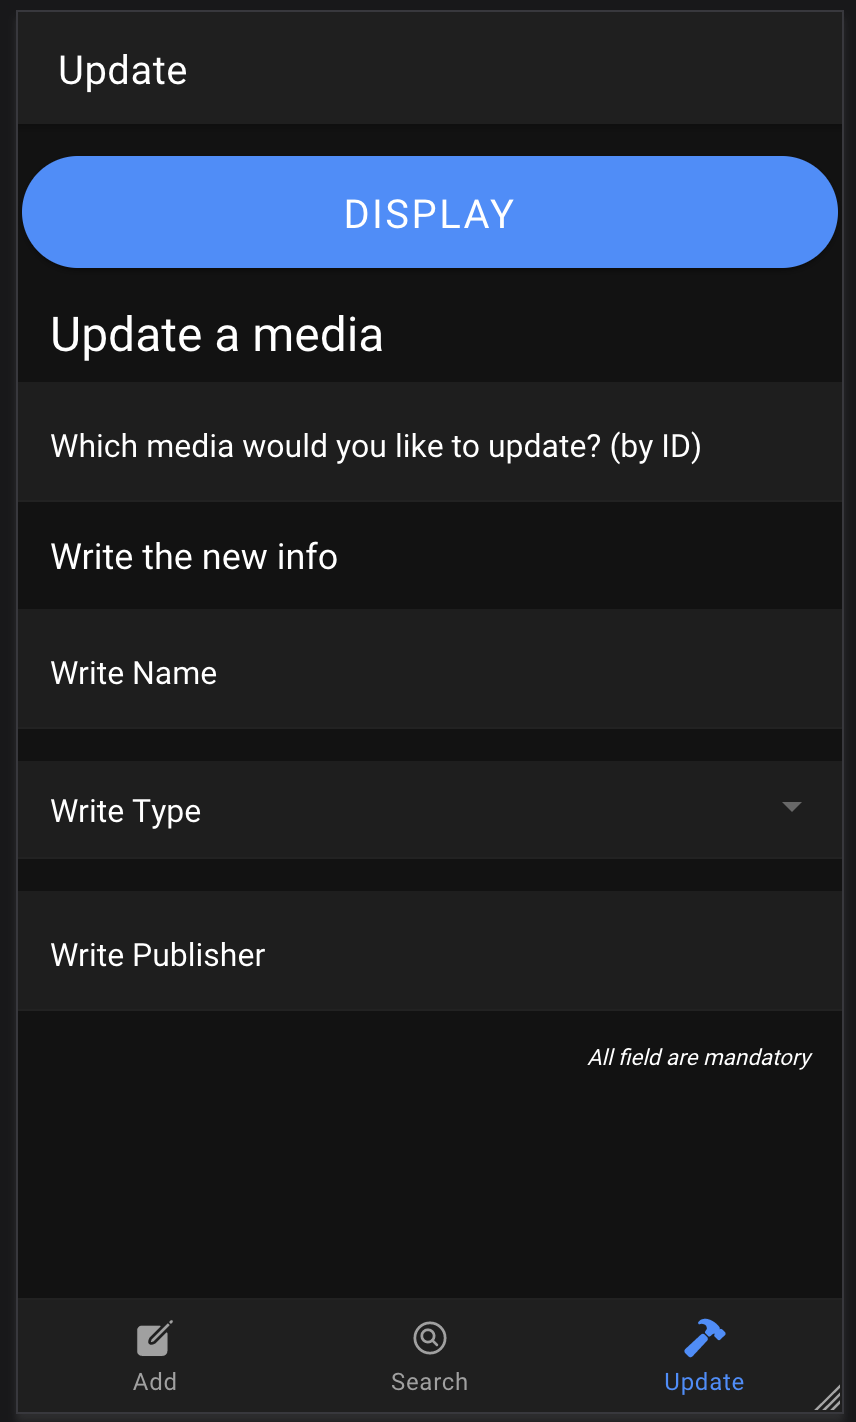 Update
DISPLAY
Update a media
Which media would you like to update? (by ID)
Write the new info
Write Name
Write Type
Write Publisher
All field are mandatory
Add
Search
Update